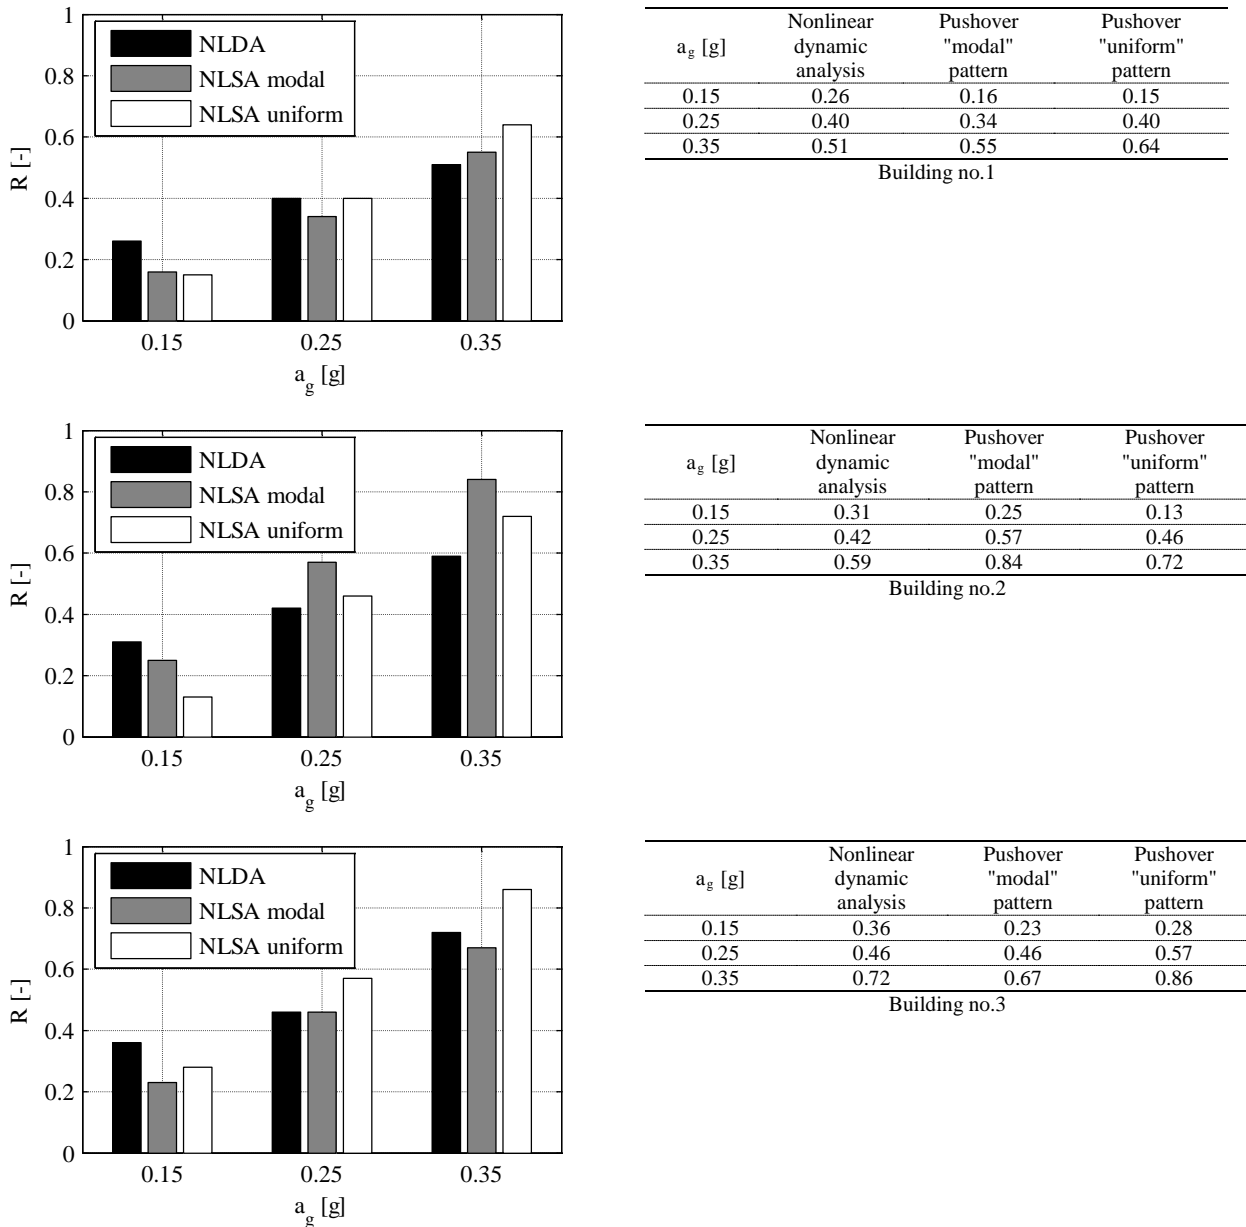 1
0.8
0.6
0.4
0.2
0
R [-]
NLDA
NLSA modal
NLSA uniform
0.15 0.25 0.35
a_g [g]
a_g [g] Nonlinear dynamic analysis Pushover "modal" pattern Pushover "uniform" pattern
0.15 0.26 0.16 0.15
0.25 0.40 0.34 0.40
0.35 0.51 0.55 0.64
Building no.1
1
0.8
0.6
0.4
0.2
0
R [-]
NLDA
NLSA modal
NLSA uniform
0.15 0.25 0.35
a_g [g]
a_g [g] Nonlinear dynamic analysis Pushover "modal" pattern Pushover "uniform" pattern
0.15 0.31 0.25 0.13
0.25 0.42 0.57 0.46
0.35 0.59 0.84 0.72
Building no.2
1
0.8
0.6
0.4
0.2
0
R [-]
NLDA
NLSA modal
NLSA uniform
0.15 0.25 0.35
a_g [g]
a_g [g] Nonlinear dynamic analysis Pushover "modal" pattern Pushover "uniform" pattern
0.15 0.36 0.23 0.28
0.25 0.46 0.46 0.57
0.35 0.72 0.67 0.86
Building no.3